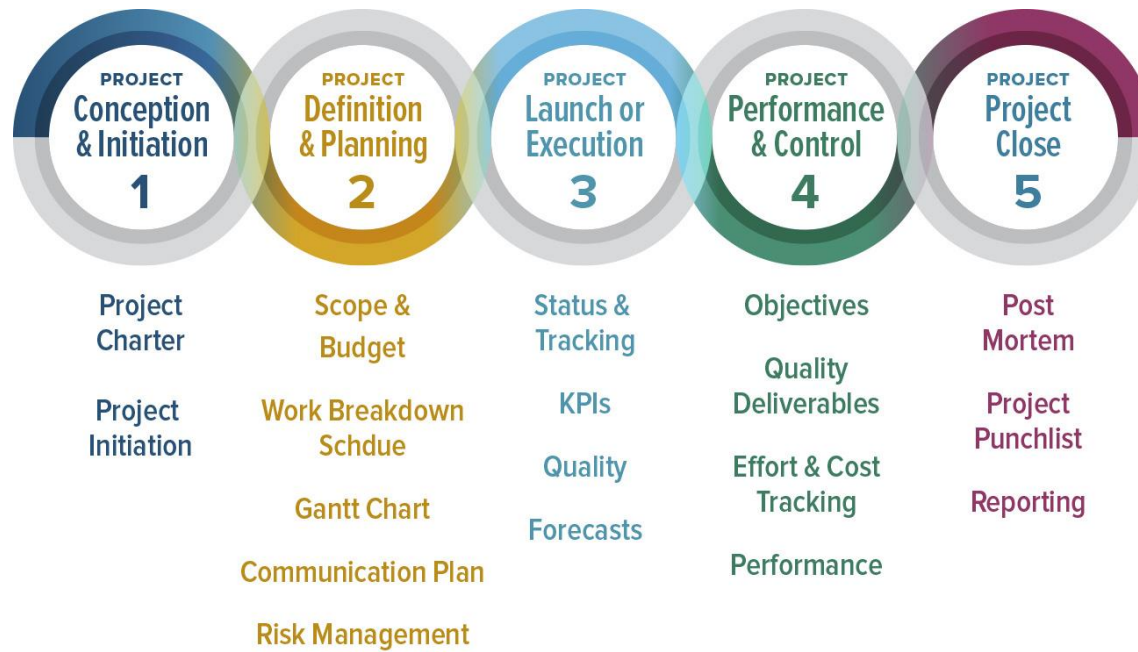 PROJECT
Conception
& Initiation
1
PROJECT
Definition
& Planning
2
PROJECT
Launch or
Execution
3
PROJECT
Performance
& Control
4
PROJECT
Project
Close
5
Project
Charter
Project
Initiation
Scope &
Budget
Work Breakdown
Schdue
Gantt Chart
Communication Plan
Risk Management
Status &
Tracking
KPIs
Quality
Forecasts
Objectives
Quality
Deliverables
Effort & Cost
Tracking
Performance
Post
Mortem
Project
Punchlist
Reporting